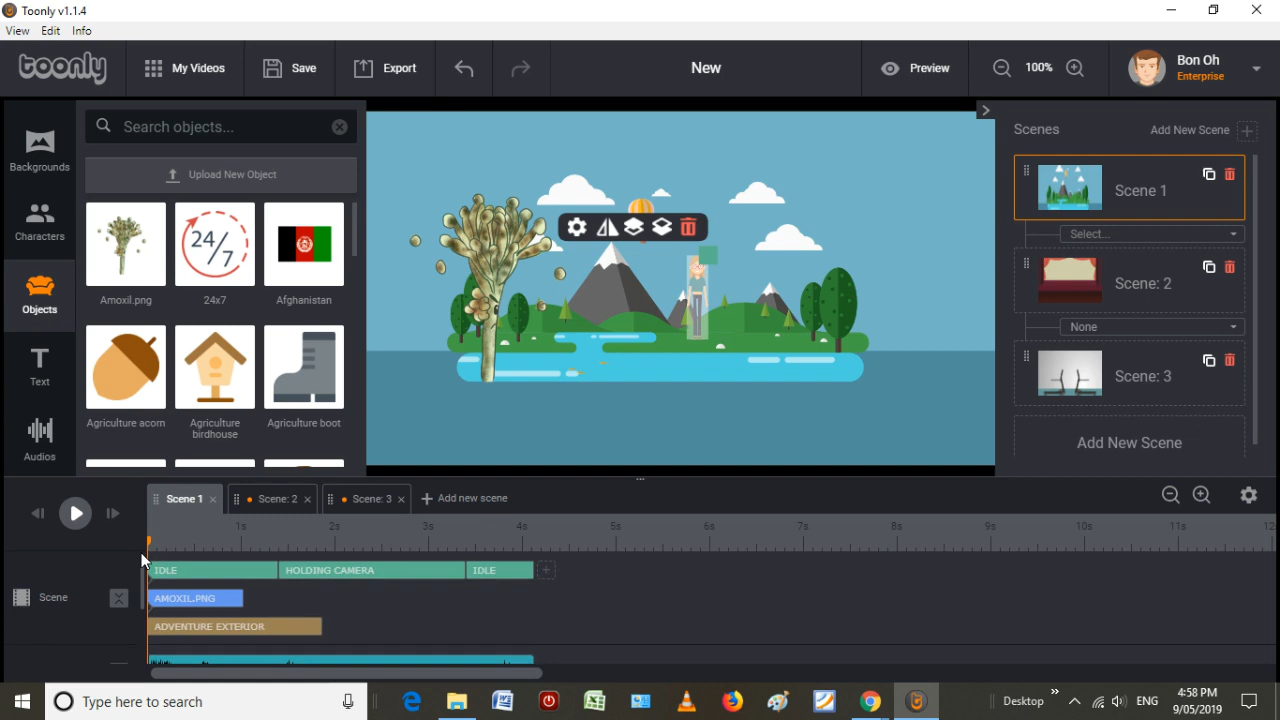 Toonly v1.1.4
View Edit Info
toonly
My Videos
Save
Export
New
Preview
100%
Bon Oh
Enterprise
Backgrounds
Characters
Objects
Text
Audios
Search objects...
Upload New Object
24/7
Amoxil.png
24x7
Afghanistan
Agriculture acorn
Agriculture birdhouse
Agriculture boot
Scenes
Add New Scene
Scene 1
Select...
Scene: 2
None
Scene: 3
Add New Scene
Scene 1
Scene: 2
Scene: 3
Add new scene
1s 2s 3s 4s 5s 6s 7s 8s 9s 10s 11s 12
Scene
IDLE
HOLDING CAMERA
IDLE
AMOXIL.PNG
ADVENTURE EXTERIOR
Type here to search
Desktop
ENG
4:58 PM
9/05/2019